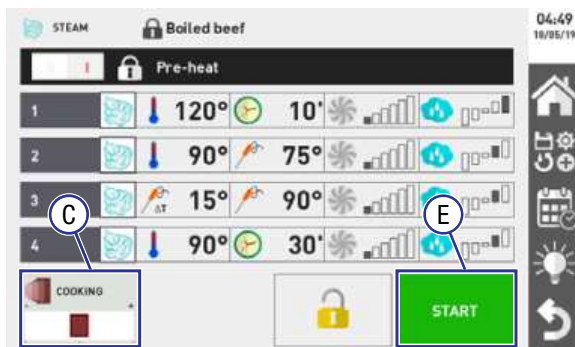 STEAM Boiled beef 04:49
10/05/19
I Pre-heat
1 120° 10'
2 90° 75°
3 ΔT 15° 90°
4 90° 30'
C E
COOKING
START